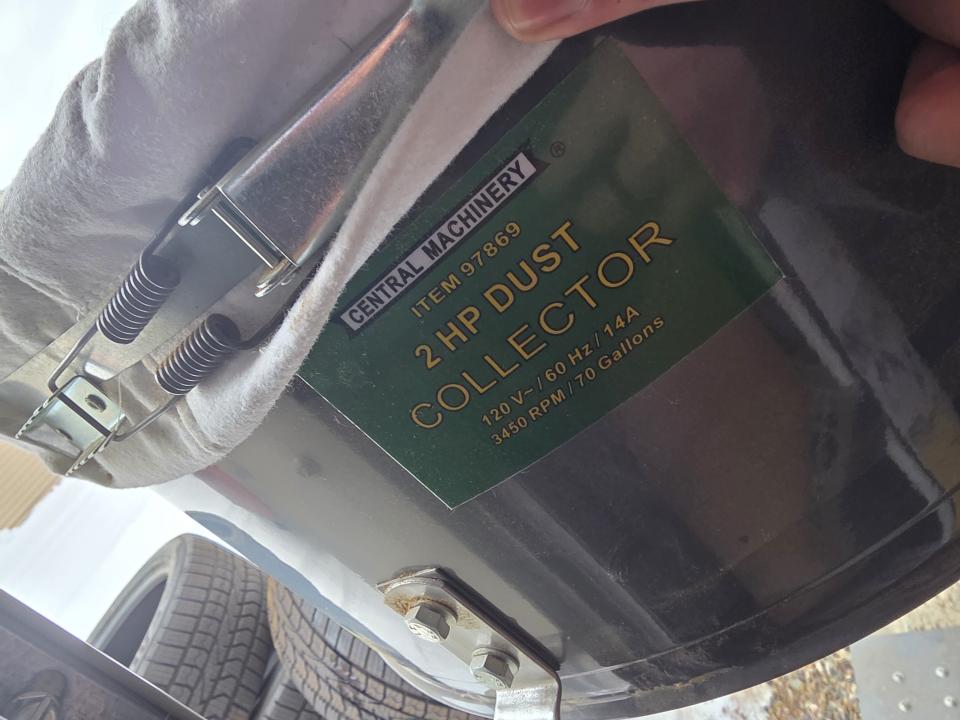 CENTRAL MACHINERY ®
ITEM 97869
2 HP DUST
COLLECTOR
120 V~ / 60 Hz / 14A
3450 RPM / 70 Gallons